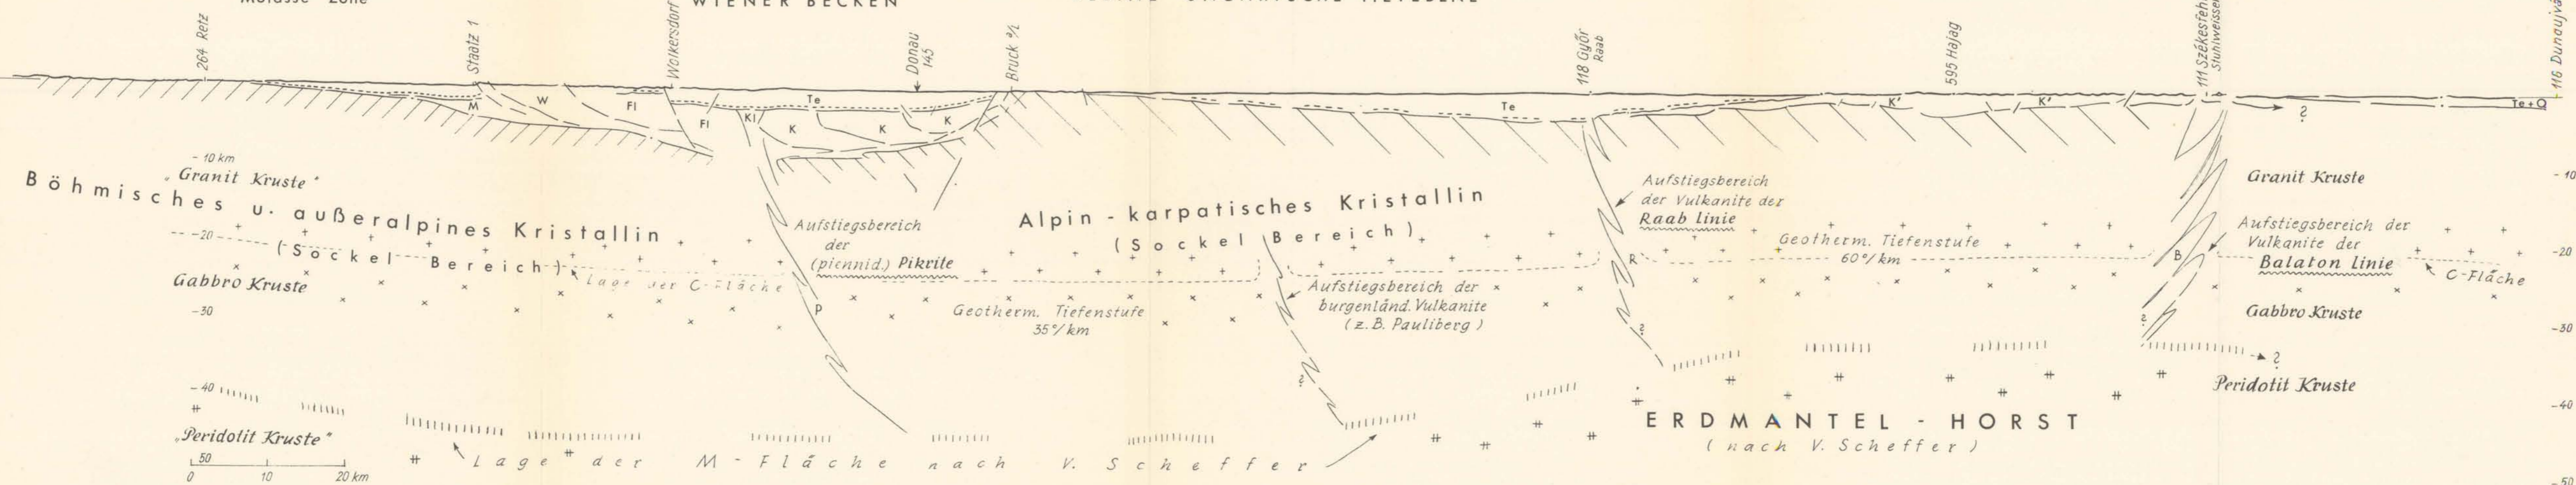 Molasse Zone
WIENER BECKEN
264 Retz
Staatz 1
Wolkersdorf
Donau
145
Bruck a/L
118 Győr
Raab
595 Hajag
111 Székesfeh
Stuhlweissen
116 Dunaujvá
M
W
Fl
Fl
Kl
Te
K
K
K
Te
K'
K'
?
Te+Q
- 10 km
„Granit Kruste"
Böhmisches u. außeralpines Kristallin
(Sockel Bereich)
-20
Lage der C-Fläche
Gabbro Kruste
-30
Aufstiegsbereich
der
(piennid.) Pikrite
P
Alpin - karpatisches Kristallin
(Sockel Bereich)
Geotherm. Tiefenstufe
35°/km
Aufstiegsbereich der
burgenländ. Vulkanite
(z.B. Pauliberg)
?
Aufstiegsbereich
der Vulkanite der
Raab Linie
R
?
Geotherm. Tiefenstufe
60°/km
B
?
Granit Kruste
-10
Aufstiegsbereich der
Vulkanite der
Balaton Linie
-20
C-Fläche
Gabbro Kruste
-30
?
Peridotit Kruste
-40
-40
„Peridotit Kruste"
ERDMANTEL - HORST
(nach V. Scheffer)
Lage der M-Fläche nach V. Scheffer
50
0 10 20 km
-50